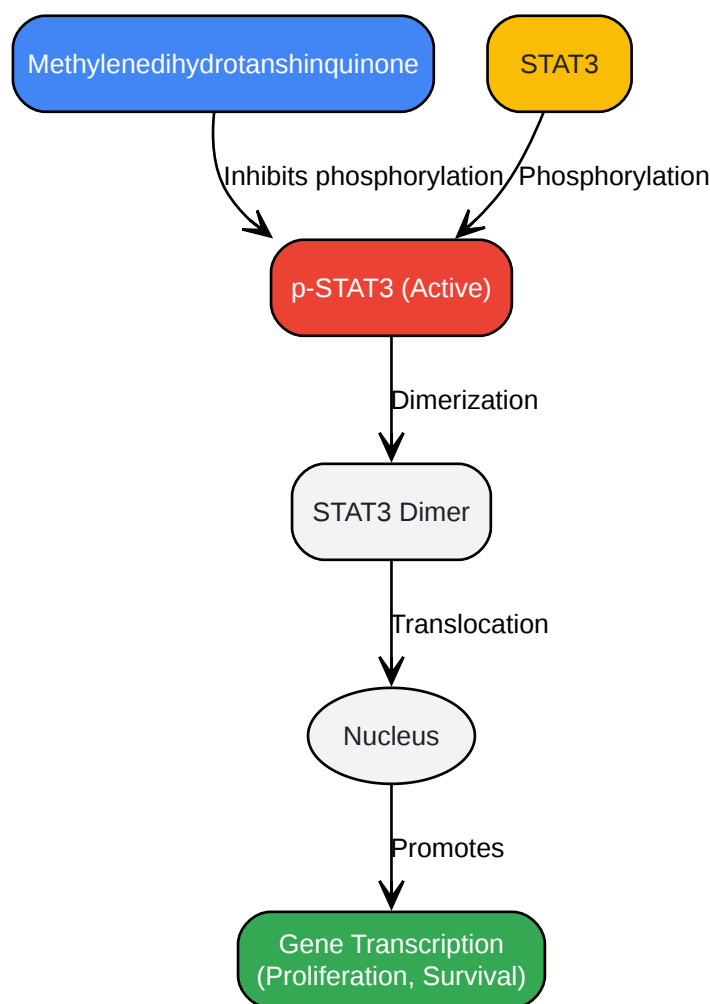 Methylenedihydrotanshinquinone
STAT3
Inhibits phosphorylation
Phosphorylation
p-STAT3 (Active)
Dimerization
STAT3 Dimer
Translocation
Nucleus
Promotes
Gene Transcription
(Proliferation, Survival)